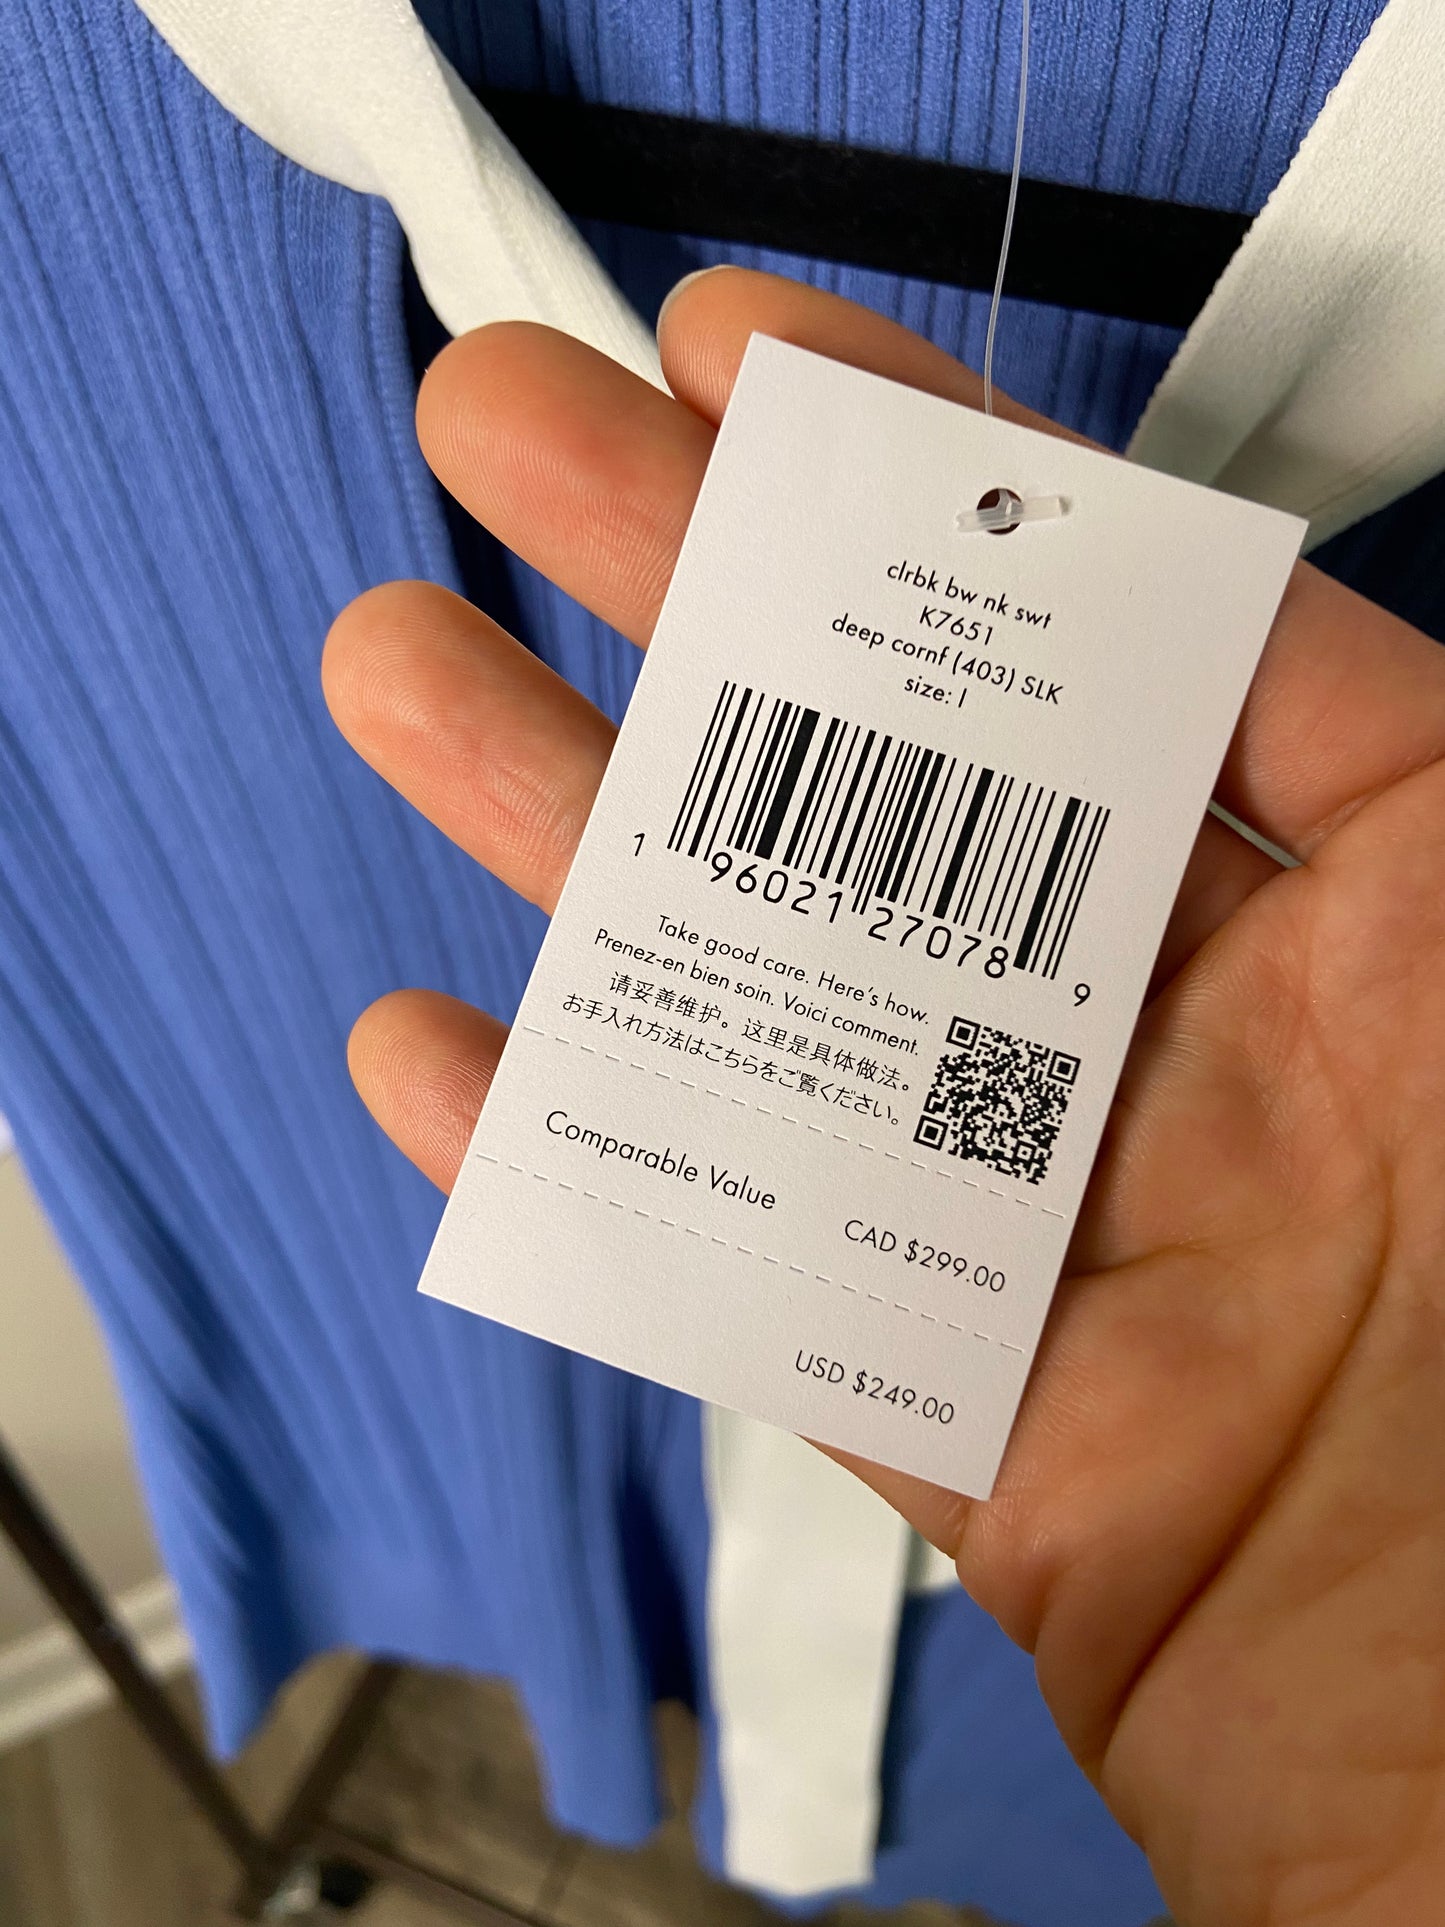 clrbk bw nk swt
K7651
deep cornf (403) SLK
size: l
1 96021 27078 9
Take good care. Here's how.
Prenez-en bien soin. Voici comment.
请妥善维护。这里是具体做法。
お手入れ方法はこちらをご覧ください。
Comparable Value
CAD $299.00
USD $249.00